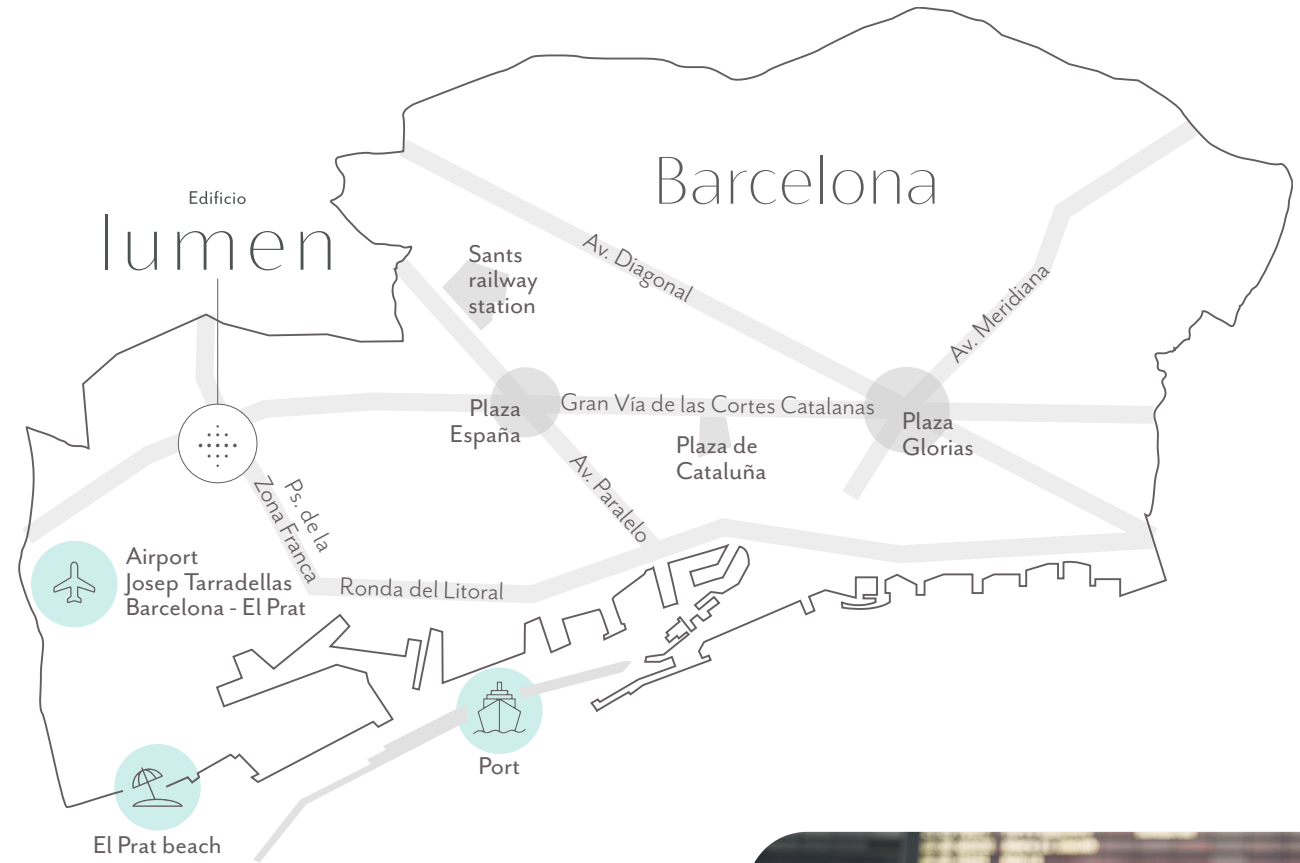 Barcelona
Edificio
lumen
Sants
railway
station
Av. Diagonal
Av. Meridiana
Plaza
España
Gran Vía de las Cortes Catalanas
Plaza
Glorias
Plaza de
Cataluña
Av. Paralelo
Ps. de la
Zona Franca
Airport
Josep Tarradellas
Barcelona - El Prat
Ronda del Litoral
Port
El Prat beach